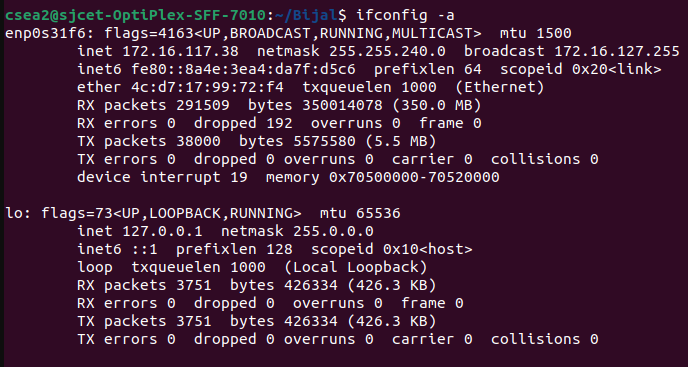 csea2@sjcet-OptiPlex-SFF-7010:~/Bijal$ ifconfig -a
enp0s31f6: flags=4163<UP,BROADCAST,RUNNING,MULTICAST>  mtu 1500
        inet 172.16.117.38  netmask 255.255.240.0  broadcast 172.16.127.255
        inet6 fe80::8a4e:3ea4:da7f:d5c6  prefixlen 64  scopeid 0x20<link>
        ether 4c:d7:17:99:72:f4  txqueuelen 1000  (Ethernet)
        RX packets 291509  bytes 350014078 (350.0 MB)
        RX errors 0  dropped 192  overruns 0  frame 0
        TX packets 38000  bytes 5575580 (5.5 MB)
        TX errors 0  dropped 0 overruns 0  carrier 0  collisions 0
        device interrupt 19  memory 0x70500000-70520000

lo: flags=73<UP,LOOPBACK,RUNNING>  mtu 65536
        inet 127.0.0.1  netmask 255.0.0.0
        inet6 ::1  prefixlen 128  scopeid 0x10<host>
        loop  txqueuelen 1000  (Local Loopback)
        RX packets 3751  bytes 426334 (426.3 KB)
        RX errors 0  dropped 0  overruns 0  frame 0
        TX packets 3751  bytes 426334 (426.3 KB)
        TX errors 0  dropped 0 overruns 0  carrier 0  collisions 0